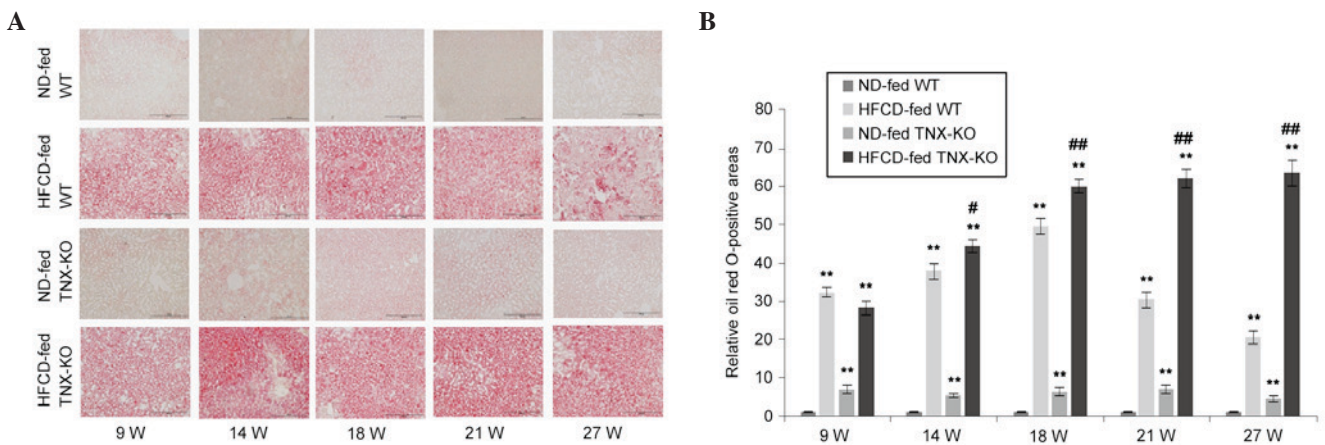 A
ND-fed
WT
HFCD-fed
WT
ND-fed
TNX-KO
HFCD-fed
TNX-KO
9 W 14 W 18 W 21 W 27 W
B
ND-fed WT
HFCD-fed WT
ND-fed TNX-KO
HFCD-fed TNX-KO
Relative oil red O-positive areas
80
70
60
50
40
30
20
10
0
** ** **
** ** # **
** ** ## **
** ** ## **
** ** ## **
9 W 14 W 18 W 21 W 27 W